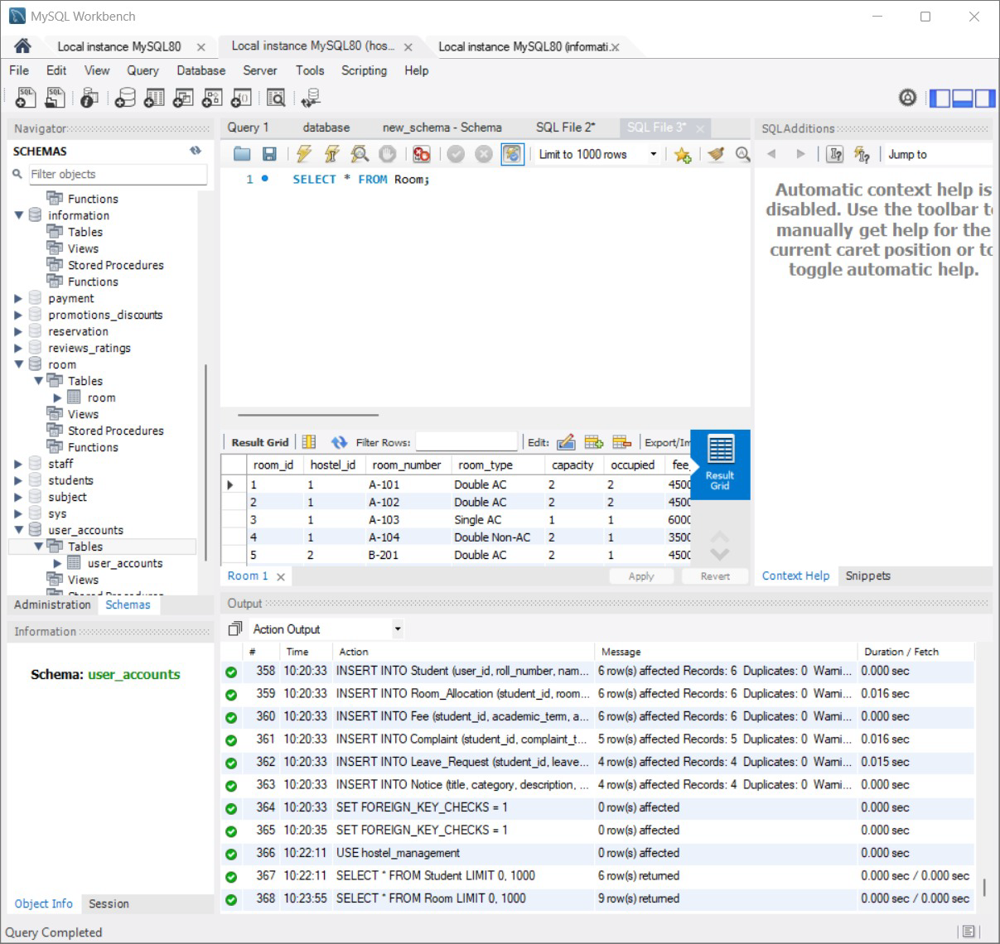 MySQL Workbench
Local instance MySQL80
Local instance MySQL80 (hos...
Local instance MySQL80 (informati.
File Edit View Query Database Server Tools Scripting Help
Navigator
SCHEMAS
Filter objects
Functions
information
Tables
Views
Stored Procedures
Functions
payment
promotions_discounts
reservation
reviews_ratings
room
Tables
room
Views
Stored Procedures
Functions
staff
students
subject
sys
user_accounts
Tables
user_accounts
Views
Stored Procedures
Administration Schemas
Information
Schema: user_accounts
Object Info Session
Query 1 database new_schema - Schema SQL File 2* SQL File 3*
Limit to 1000 rows
1 SELECT * FROM Room;
Result Grid Filter Rows: Edit: Export/Im
room_id hostel_id room_number room_type capacity occupied fee_
1 1 A-101 Double AC 2 2 4500
2 1 A-102 Double AC 2 2 4500
3 1 A-103 Single AC 1 1 6000
4 1 A-104 Double Non-AC 2 1 3500
5 2 B-201 Double AC 2 1 4500
Result
Grid
Room 1 Apply Revert
SQLAdditions
Jump to
Automatic context help is
disabled. Use the toolbar t
manually get help for the
current caret position or to
toggle automatic help.
Context Help Snippets
Output
Action Output
# Time Action Message Duration / Fetch
358 10:20:33 INSERT INTO Student (user_id, roll_number, nam... 6 row(s) affected Records: 6 Duplicates: 0 Warni... 0.000 sec
359 10:20:33 INSERT INTO Room_Allocation (student_id, room... 6 row(s) affected Records: 6 Duplicates: 0 Warni... 0.016 sec
360 10:20:33 INSERT INTO Fee (student_id, academic_term, a... 6 row(s) affected Records: 6 Duplicates: 0 Warni... 0.000 sec
361 10:20:33 INSERT INTO Complaint (student_id, complaint_t... 5 row(s) affected Records: 5 Duplicates: 0 Warni... 0.016 sec
362 10:20:33 INSERT INTO Leave_Request (student_id, leave... 4 row(s) affected Records: 4 Duplicates: 0 Warni... 0.015 sec
363 10:20:33 INSERT INTO Notice (title, category, description, ... 4 row(s) affected Records: 4 Duplicates: 0 Warni... 0.000 sec
364 10:20:33 SET FOREIGN_KEY_CHECKS = 1 0 row(s) affected 0.000 sec
365 10:20:35 SET FOREIGN_KEY_CHECKS = 1 0 row(s) affected 0.000 sec
366 10:22:11 USE hostel_management 0 row(s) affected 0.000 sec
367 10:22:11 SELECT * FROM Student LIMIT 0, 1000 6 row(s) returned 0.000 sec / 0.000 sec
368 10:23:55 SELECT * FROM Room LIMIT 0, 1000 9 row(s) returned 0.000 sec / 0.000 sec
Query Completed